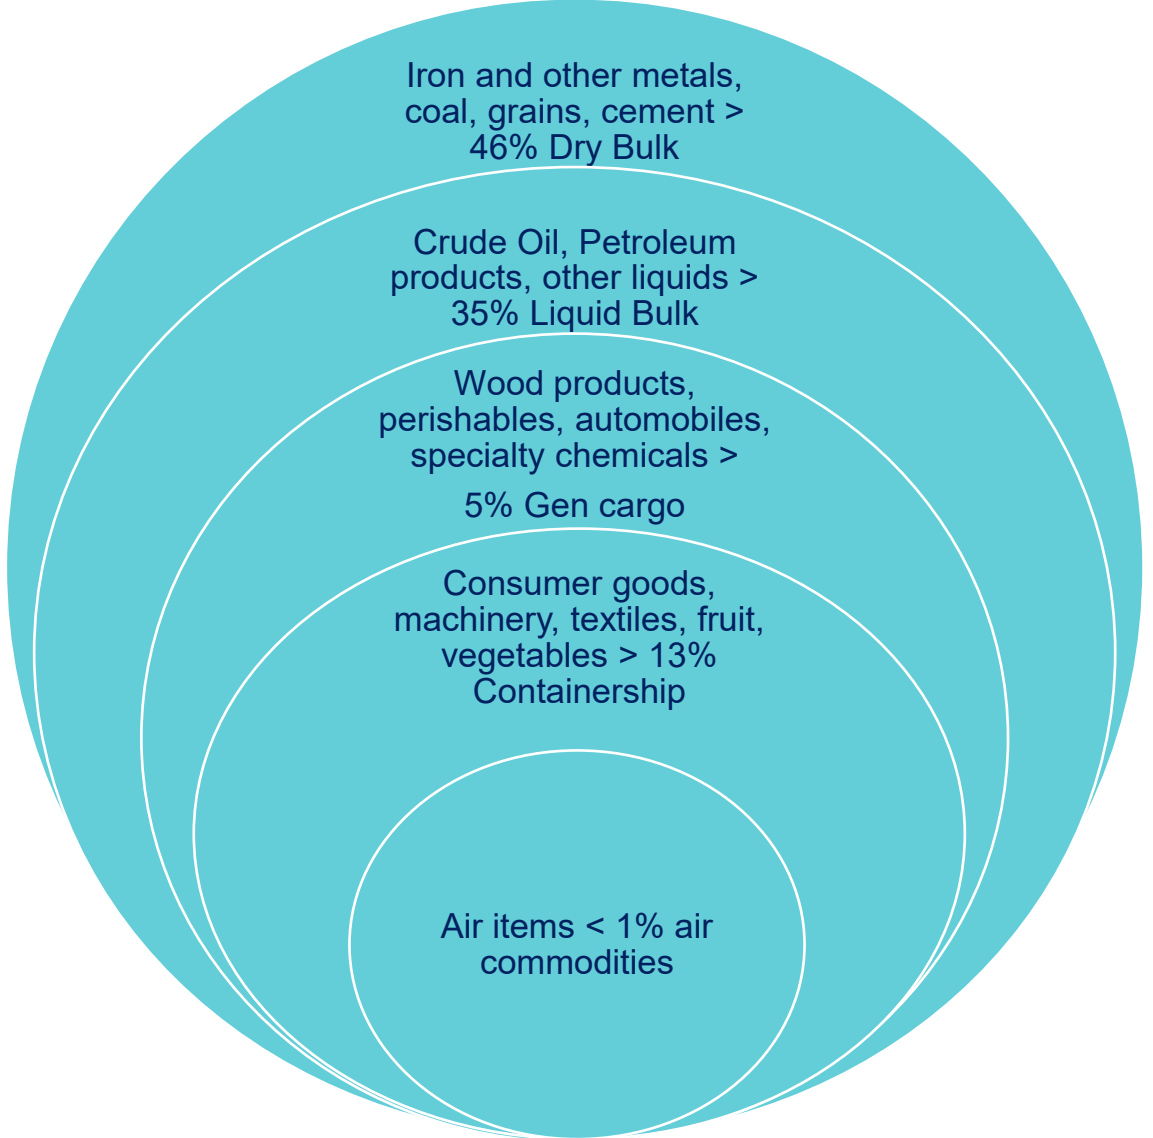 Iron and other metals,
coal, grains, cement >
46% Dry Bulk
Crude Oil, Petroleum
products, other liquids >
35% Liquid Bulk
Wood products,
perishables, automobiles,
specialty chemicals >
5% Gen cargo
Consumer goods,
machinery, textiles, fruit,
vegetables > 13%
Containership
Air items < 1% air
commodities